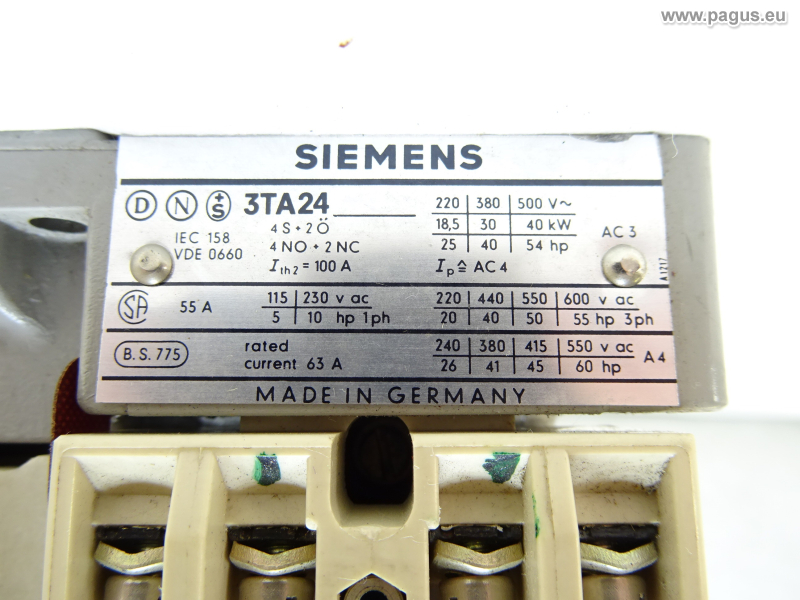 www.pagus.eu
SIEMENS
D N S 3TA24
4 S + 2 Ö
4 NO + 2 NC
IEC 158
VDE 0660
I th2 = 100 A
220 | 380 | 500 V~
18,5 | 30 | 40 kW
25 | 40 | 54 hp
AC 3
I p ≙ AC 4
A1217
SA 55 A
115 | 230 v ac
5 | 10 hp 1ph
220 | 440 | 550 | 600 v ac
20 | 40 | 50 | 55 hp 3ph
B.S. 775
rated
current 63 A
240 | 380 | 415 | 550 v ac
26 | 41 | 45 | 60 hp
A 4
MADE IN GERMANY